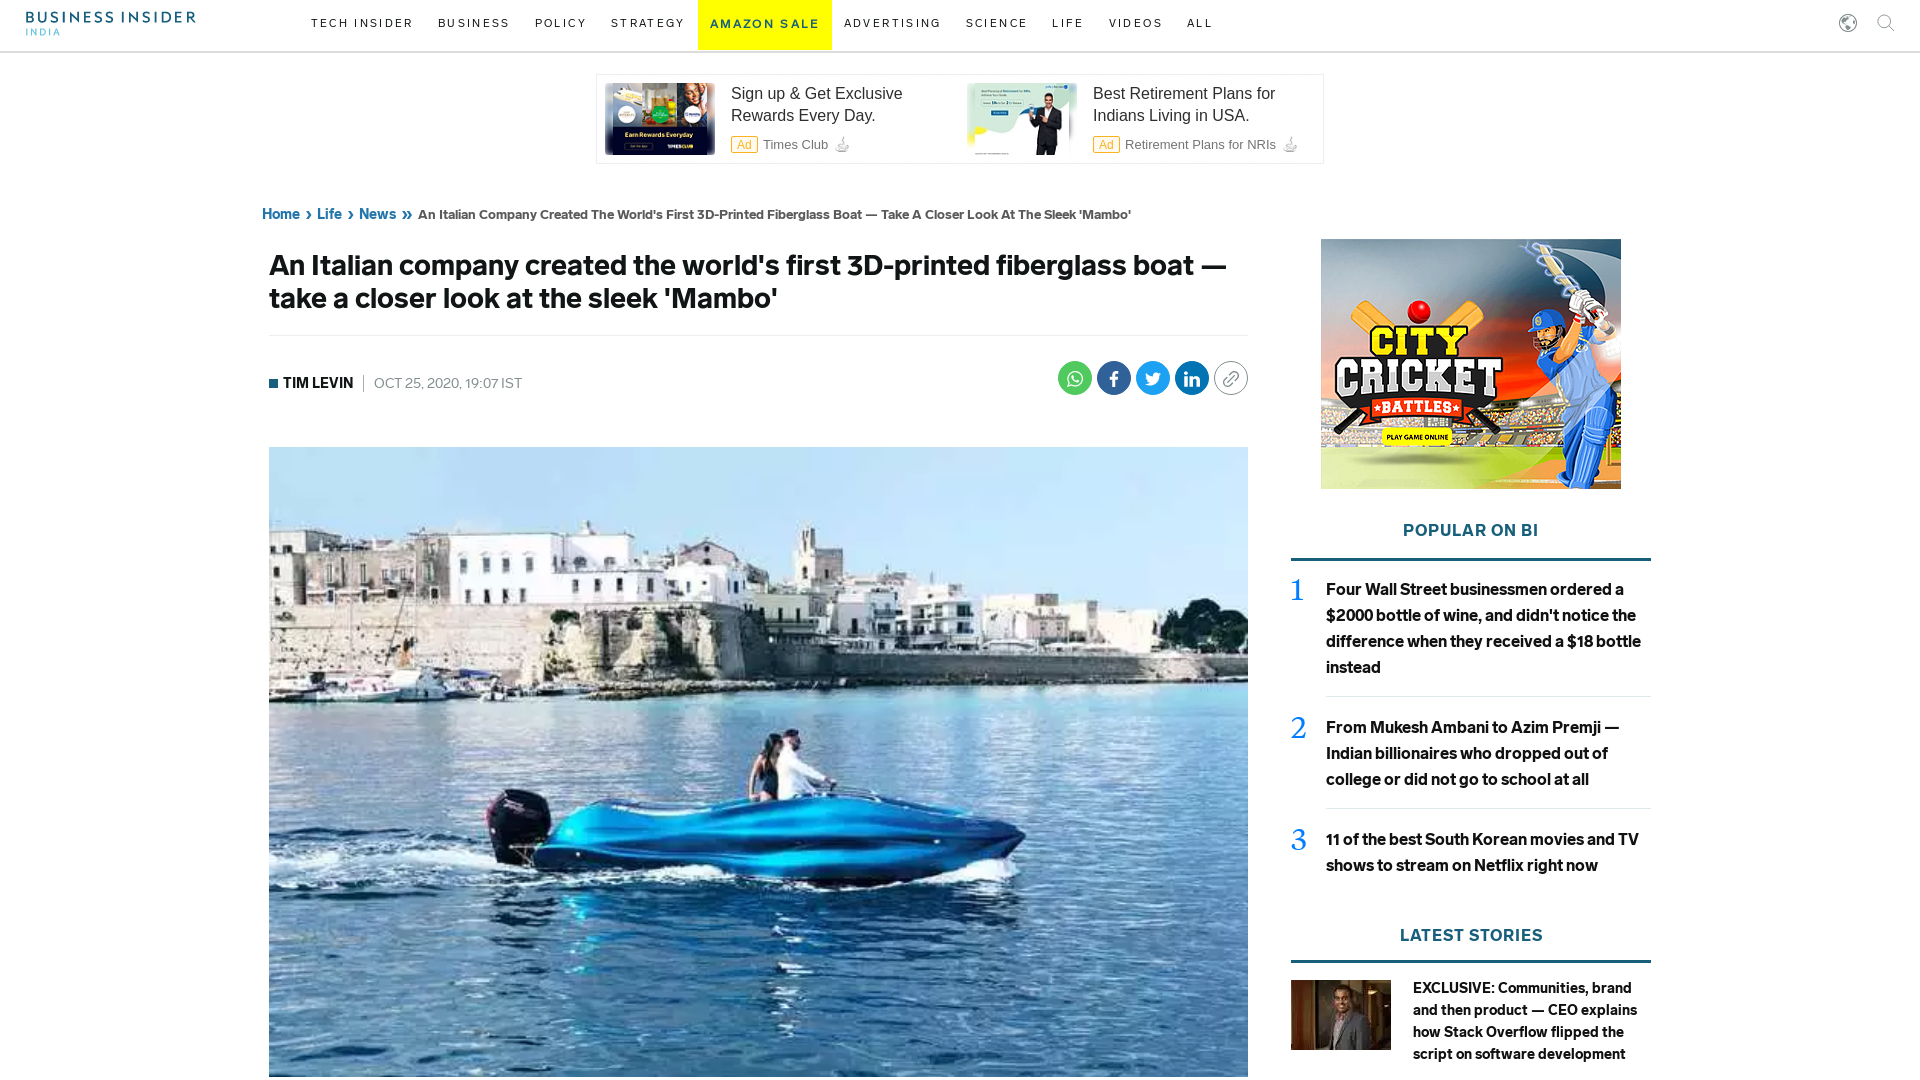 BUSINESS INSIDER
INDIA
TECH INSIDER BUSINESS POLICY STRATEGY AMAZON SALE ADVERTISING SCIENCE LIFE VIDEOS ALL
Earn Rewards Everyday
TIMESCLUB
Sign up & Get Exclusive
Rewards Every Day.
Ad Times Club
Best Retirement Plans for
Indians Living in USA.
Ad Retirement Plans for NRIs
Home › Life › News » An Italian Company Created The World's First 3D-Printed Fiberglass Boat — Take A Closer Look At The Sleek 'Mambo'
An Italian company created the world's first 3D-printed fiberglass boat —
take a closer look at the sleek 'Mambo'
TIM LEVIN OCT 25, 2020, 19:07 IST
CITY
CRICKET
BATTLES
PLAY GAME ONLINE
POPULAR ON BI
1 Four Wall Street businessmen ordered a
$2000 bottle of wine, and didn't notice the
difference when they received a $18 bottle
instead
2 From Mukesh Ambani to Azim Premji —
Indian billionaires who dropped out of
college or did not go to school at all
3 11 of the best South Korean movies and TV
shows to stream on Netflix right now
LATEST STORIES
EXCLUSIVE: Communities, brand
and then product — CEO explains
how Stack Overflow flipped the
script on software development